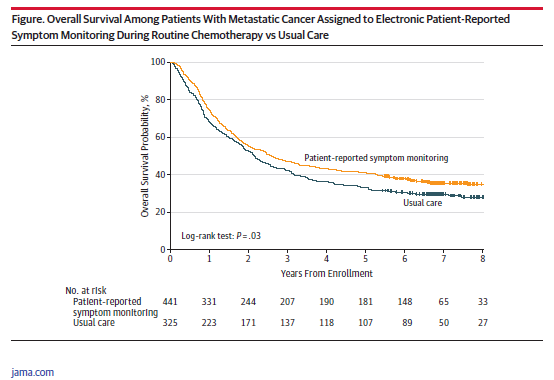 Figure. Overall Survival Among Patients With Metastatic Cancer Assigned to Electronic Patient-Reported
Symptom Monitoring During Routine Chemotherapy vs Usual Care
100
80
60
40
20
0
Overall Survival Probability, %
Patient-reported symptom monitoring
Usual care
Log-rank test: P = .03
0 1 2 3 4 5 6 7 8
Years From Enrollment
No. at risk
Patient-reported 441 331 244 207 190 181 148 65 33
symptom monitoring
Usual care 325 223 171 137 118 107 89 50 27
jama.com